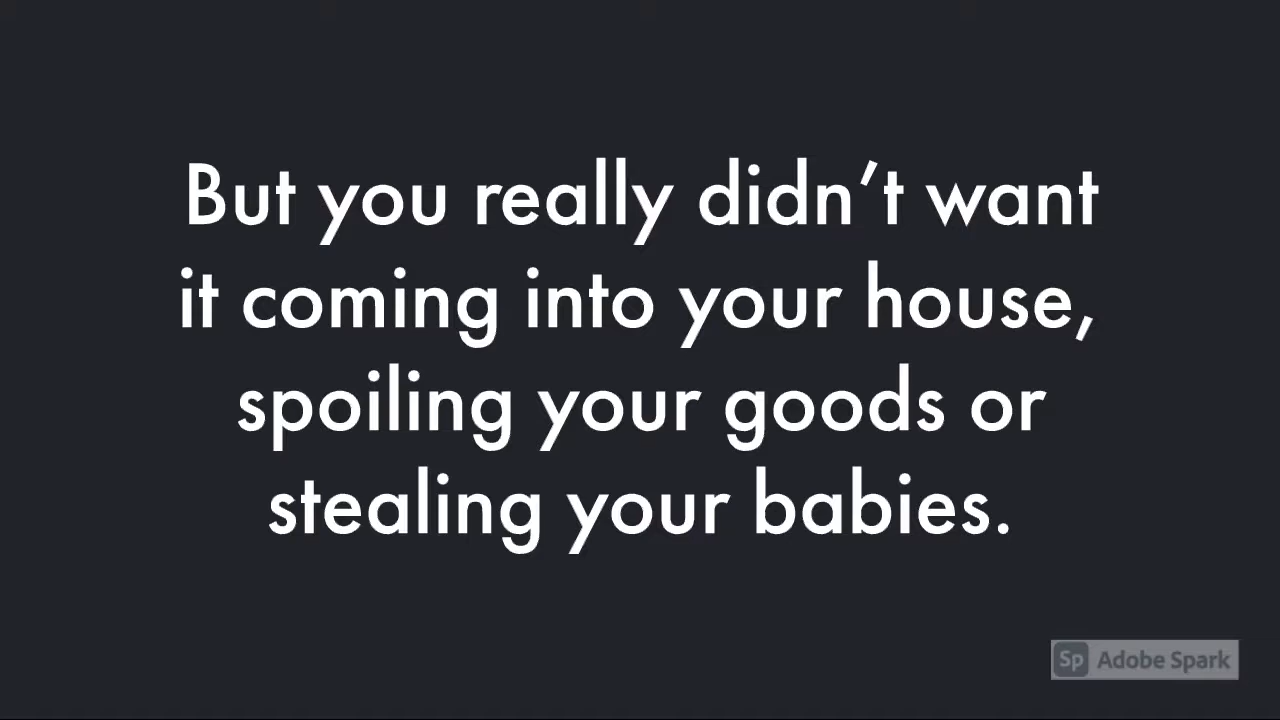 But you really didn’t want
it coming into your house,
spoiling your goods or
stealing your babies.
Sp Adobe Spark